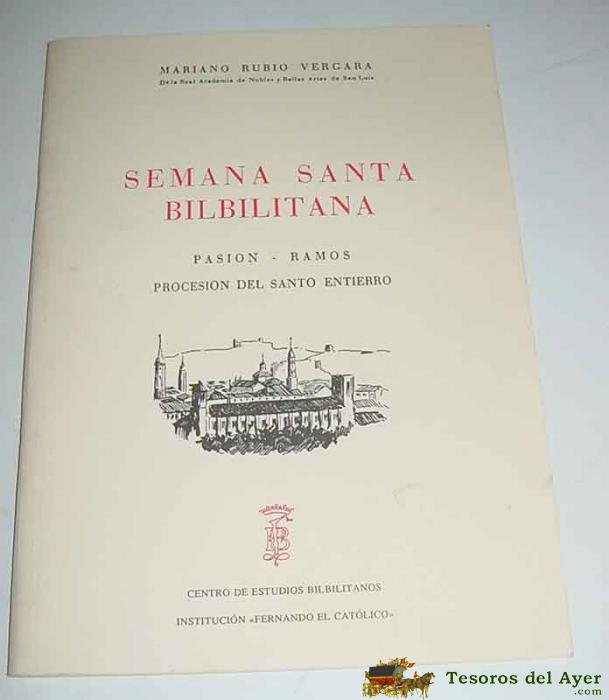 MARIANO RUBIO VERGARA
De la Real Academia de Nobles y Bellas Artes de San Luis
SEMANA SANTA
BILBILITANA
PASION - RAMOS
PROCESION DEL SANTO ENTIERRO
CENTRO DE ESTUDIOS BILBILITANOS
INSTITUCIÓN «FERNANDO EL CATÓLICO»
Tesoros del Ayer
.com